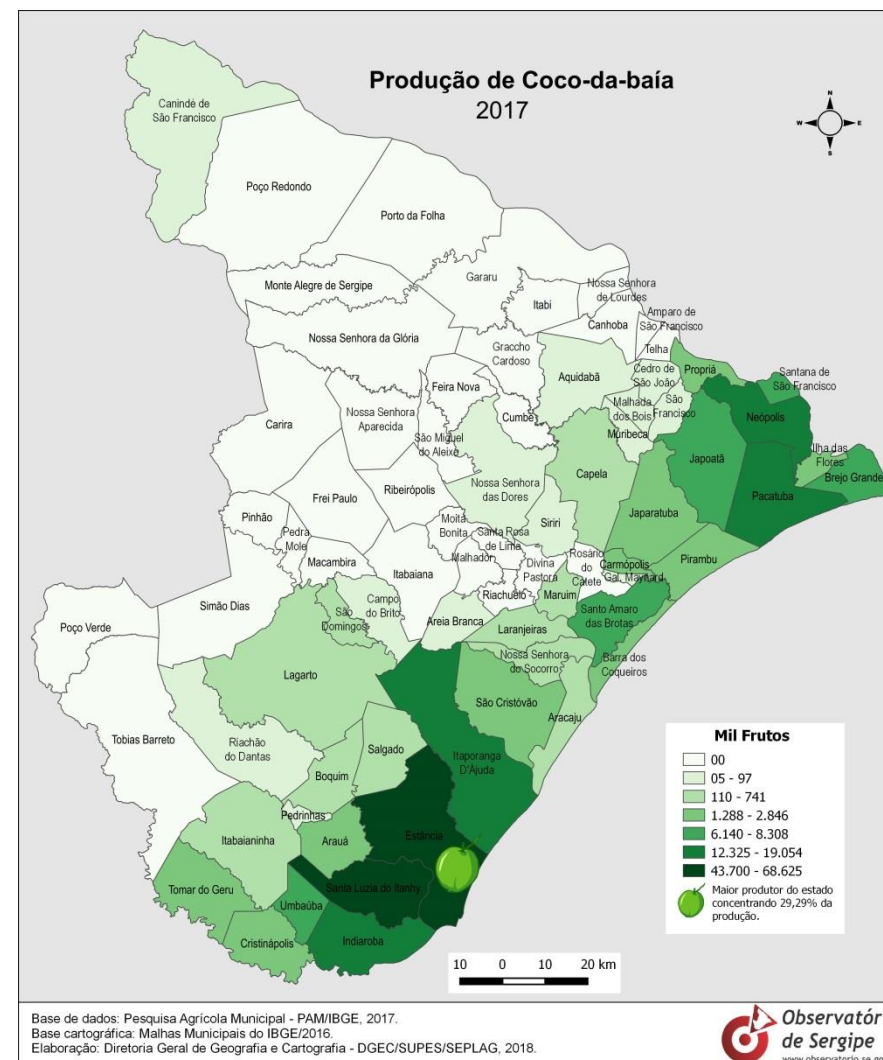 Produção de Coco-da-baía
2017
N
W
E
S
Canindé de
São Francisco
Poço Redondo
Porto da Folha
Monte Alegre de Sergipe
Gararu
Nossa Senhora
de Lourdes
Itabi
Amparo de
São Francisco
Canhoba
Nossa Senhora da Glória
Graccho
Cardoso
Telha
Feira Nova
Aquidabã
Cedro de
São João
Propriá
Santana de
São Francisco
Carira
Nossa Senhora
Aparecida
Cumbe
Malhada
dos Bois
São
Francisco
Neópolis
São Miguel
do Aleixo
Muribeca
Nossa Senhora
das Dores
Capela
Japoatã
Ilha das
Flores
Brejo Grande
Frei Paulo
Ribeirópolis
Pacatuba
Pinhão
Pedra
Mole
Moita
Bonita
Santa Rosa
de Lima
Siriri
Japaratuba
Macambira
Itabaiana
Malhador
Divina
Pastora
Rosário
do
Catete
Carmópolis
Gal. Maynard
Pirambu
Simão Dias
Riachuelo
Maruim
Santo Amaro
das Brotas
Poço Verde
São
Domingos
Campo
do Brito
Areia Branca
Laranjeiras
Nossa Senhora
do Socorro
Barra dos
Coqueiros
Lagarto
São Cristóvão
Aracaju
Tobias Barreto
Riachão
do Dantas
Salgado
Itaporanga
D'Ajuda
Boquim
Pedrinhas
Itabaianinha
Arauá
Estância
Tomar do Geru
Umbaúba
Santa Luzia do Itanhy
Cristinápolis
Indiaroba
Mil Frutos
00
05 - 97
110 - 741
1.288 - 2.846
6.140 - 8.308
12.325 - 19.054
43.700 - 68.625
Maior produtor do estado
concentrando 29,29% da
produção.
10 0 10 20 km
Base de dados: Pesquisa Agrícola Municipal - PAM/IBGE, 2017.
Base cartográfica: Malhas Municipais do IBGE/2016.
Elaboração: Diretoria Geral de Geografia e Cartografia - DGEC/SUPES/SEPLAG, 2018.
Observatór
de Sergipe